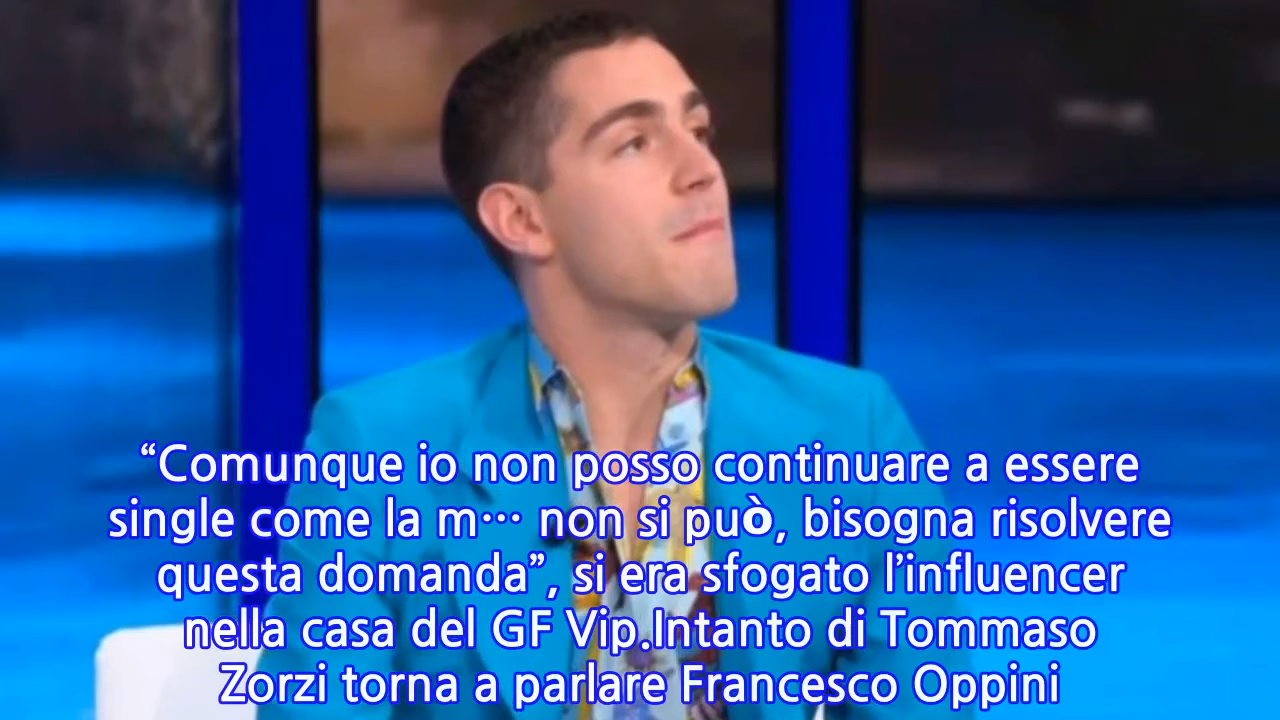 “Comunque io non posso continuare a essere
single come la m… non si può, bisogna risolvere
questa domanda”, si era sfogato l’influencer
nella casa del GF Vip.Intanto di Tommaso
Zorzi torna a parlare Francesco Oppini